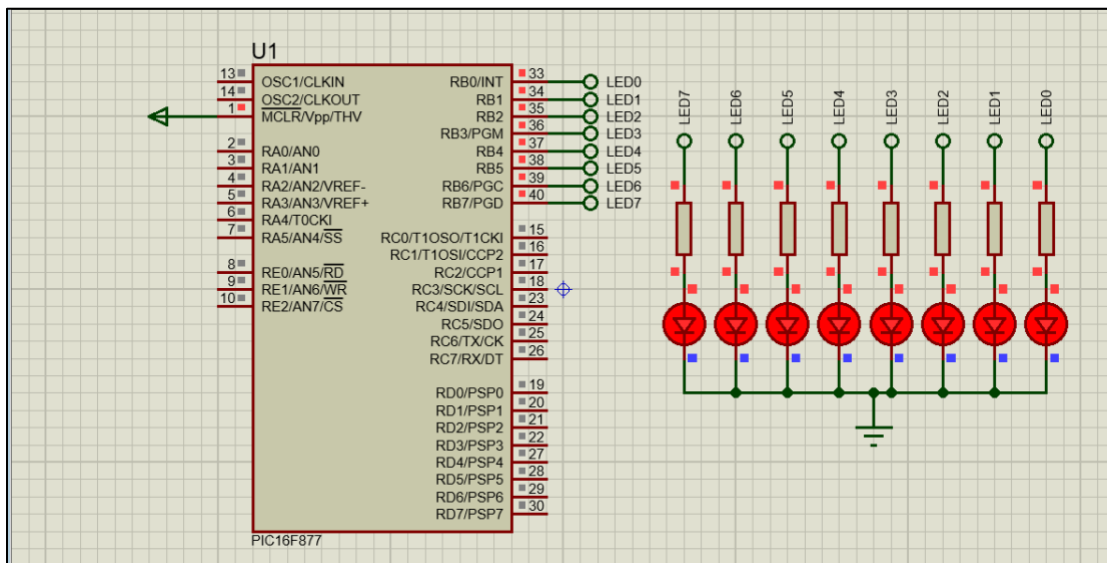 U1
13 OSC1/CLKIN RB0/INT 33 LED0
14 OSC2/CLKOUT RB1 34 LED1
1 MCLR/Vpp/THV RB2 35 LED2
RB3/PGM 36 LED3
2 RA0/AN0 RB4 37 LED4
3 RA1/AN1 RB5 38 LED5
4 RA2/AN2/VREF- RB6/PGC 39 LED6
5 RA3/AN3/VREF+ RB7/PGD 40 LED7
6 RA4/T0CKI
7 RA5/AN4/SS RC0/T1OSO/T1CKI 15
RC1/T1OSI/CCP2 16
8 RE0/AN5/RD RC2/CCP1 17
9 RE1/AN6/WR RC3/SCK/SCL 18
10 RE2/AN7/CS RC4/SDI/SDA 23
RC5/SDO 24
RC6/TX/CK 25
RC7/RX/DT 26
RD0/PSP0 19
RD1/PSP1 20
RD2/PSP2 21
RD3/PSP3 22
RD4/PSP4 27
RD5/PSP5 28
RD6/PSP6 29
RD7/PSP7 30
PIC16F877
LED7
LED6
LED5
LED4
LED3
LED2
LED1
LED0